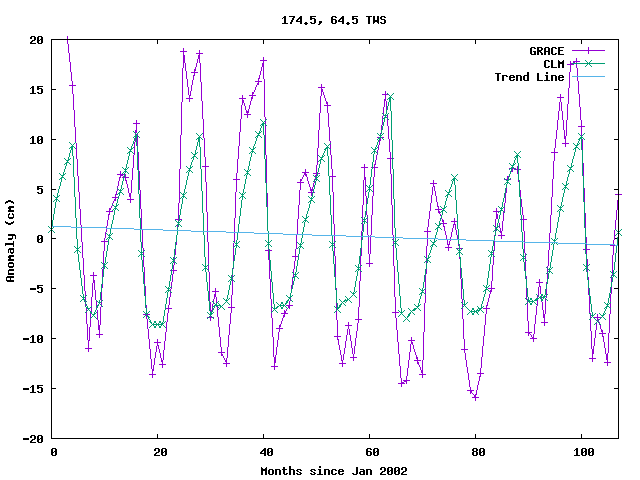 174.5, 64.5 TWS
GRACE
CLM
Trend Line
20
15
10
5
0
-5
-10
-15
-20
Anomaly (cm)
0 20 40 60 80 100
Months since Jan 2002